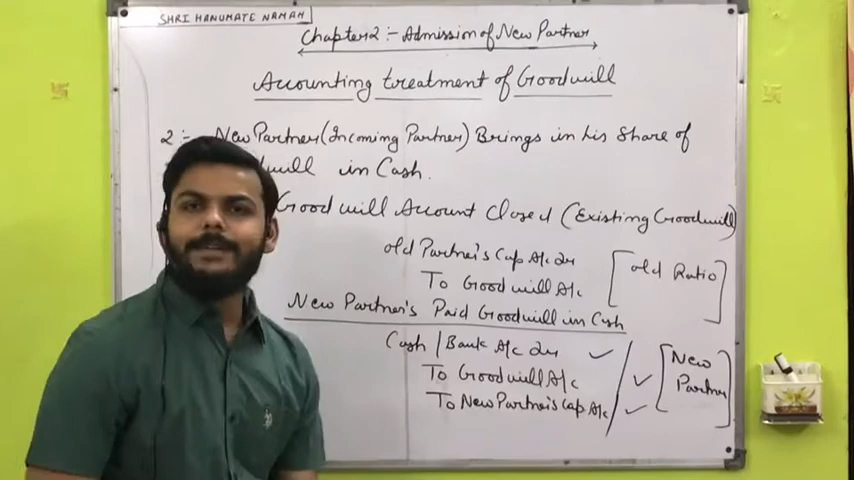 SHRI HANUMATE NAMAH
Chapter 2 :- Admission of New Partner
Accounting treatment of Goodwill
2 :- New Partner (Incoming Partner) Brings in his Share of
will in Cash.
Goodwill Account Closed (Existing Goodwill)
old Partner's Cap A/c Dr
To Goodwill A/c
[old Ratio]
New Partner's Paid Goodwill in Cash
Cash / Bank A/c Dr ✓
To Goodwill A/c ✓
To New Partner's Cap A/c ✓
[New
Partner]